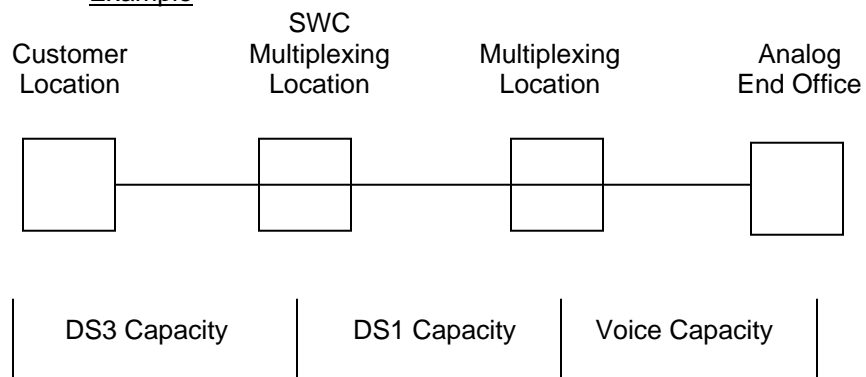 Example
SWC
Customer Multiplexing Multiplexing Analog
Location Location Location End Office
DS3 Capacity DS1 Capacity Voice Capacity